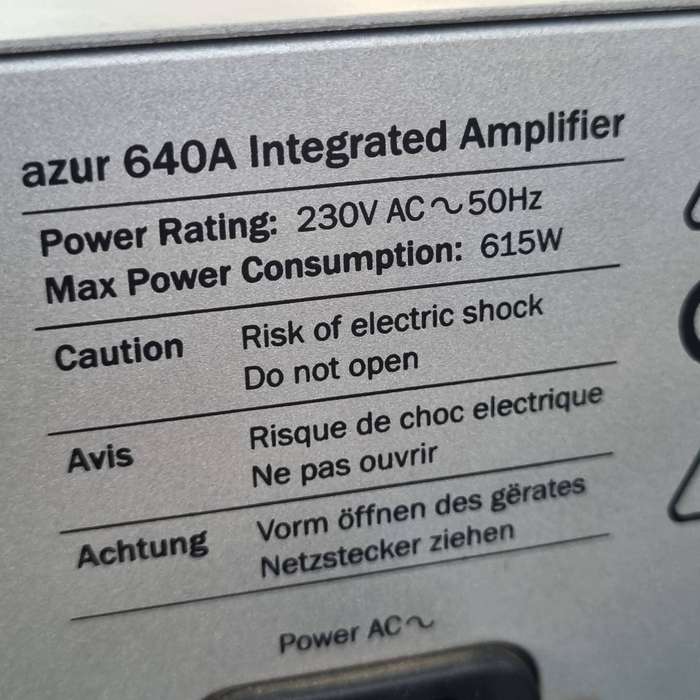 azur 640A Integrated Amplifier
Power Rating: 230V AC ~ 50Hz
Max Power Consumption: 615W
Caution Risk of electric shock
Do not open
Avis Risque de choc electrique
Ne pas ouvrir
Achtung Vorm öffnen des gërates
Netzstecker ziehen
Power AC ~